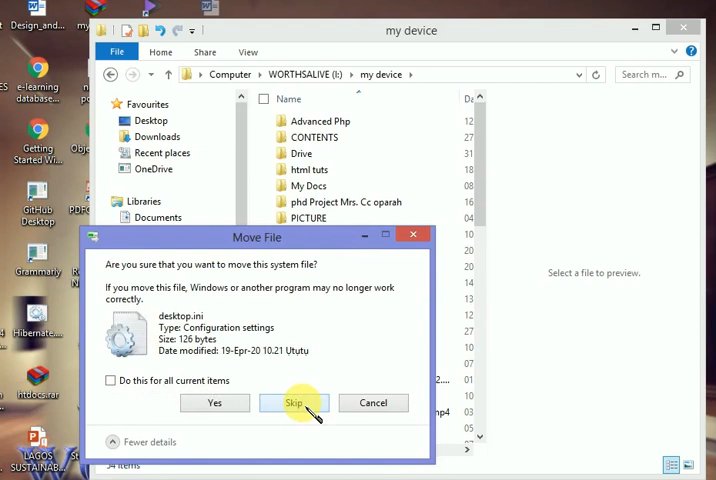 Design_and...
my device
File
Home
Share
View
Computer
WORTHSALIVE (I:)
my device
Search m...
e-learning
database...
Favourites
Desktop
Downloads
Recent places
OneDrive
Libraries
Documents
Name
Advanced Php
CONTENTS
Drive
html tuts
My Docs
phd Project Mrs. Cc oparah
PICTURE
Getting
Started Wi...
GitHub
Desktop
Grammarly
Hibernate...
htdocs.rar
LAGOS
SUSTAINAB...
Select a file to preview.
Move File
Are you sure that you want to move this system file?
If you move this file, Windows or another program may no longer work
correctly.
desktop.ini
Type: Configuration settings
Size: 126 bytes
Date modified: 19-Apr-20 10.21 Ụtụtụ
Do this for all current items
Yes
Skip
Cancel
Fewer details